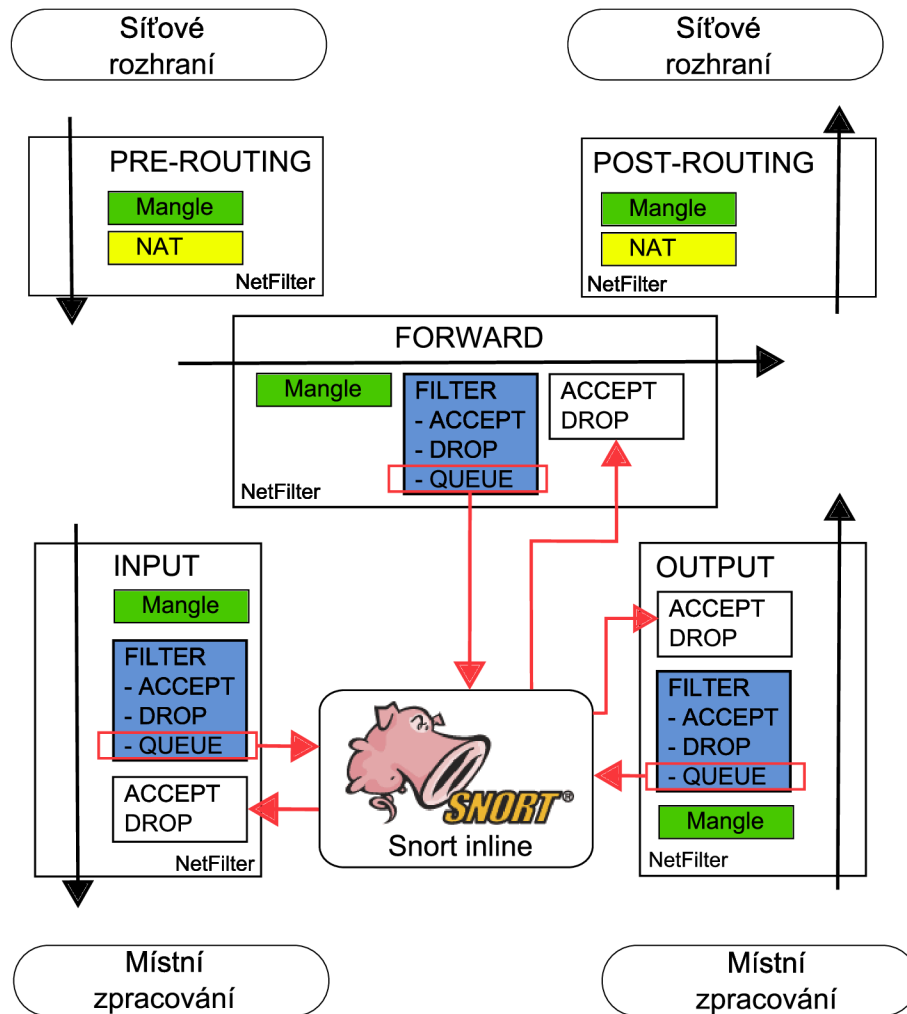 Síťové
rozhraní
Síťové
rozhraní
PRE-ROUTING
Mangle
NAT
NetFilter
POST-ROUTING
Mangle
NAT
NetFilter
FORWARD
Mangle
FILTER
- ACCEPT
- DROP
- QUEUE
ACCEPT
DROP
NetFilter
INPUT
Mangle
FILTER
- ACCEPT
- DROP
- QUEUE
ACCEPT
DROP
NetFilter
SNORT®
Snort inline
OUTPUT
ACCEPT
DROP
FILTER
- ACCEPT
- DROP
- QUEUE
Mangle
NetFilter
Místní
zpracování
Místní
zpracování